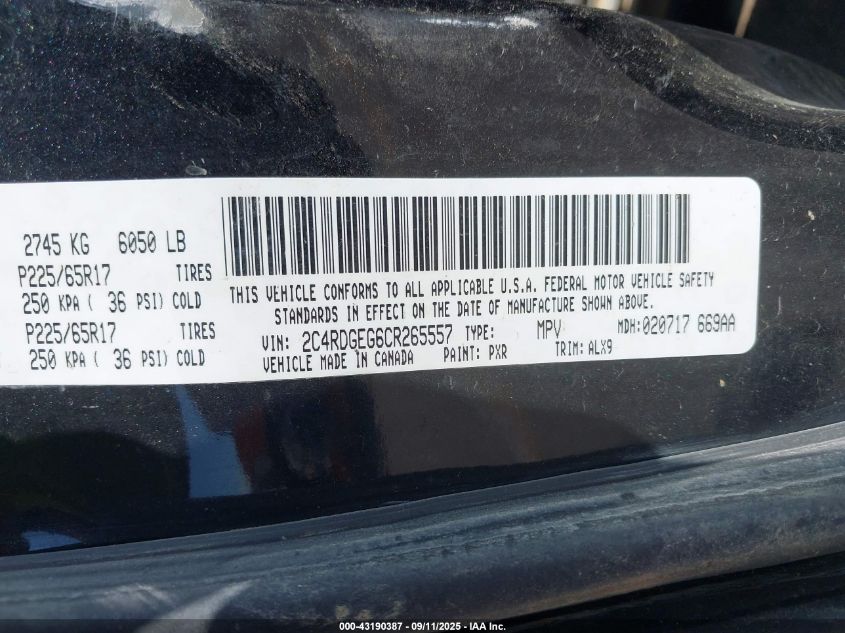 2745 KG 6050 LB
P225/65R17 TIRES
250 KPA ( 36 PSI) COLD
P225/65R17 TIRES
250 KPA ( 36 PSI) COLD
THIS VEHICLE CONFORMS TO ALL APPLICABLE U.S.A. FEDERAL MOTOR VEHICLE SAFETY
STANDARDS IN EFFECT ON THE DATE OF MANUFACTURE SHOWN ABOVE.
VIN: 2C4RDGEG6CR265557 TYPE: MPV MDH:020717 669AA
VEHICLE MADE IN CANADA PAINT: PXR TRIM: ALX9
000-43190387 - 09/11/2025 - IAA Inc.